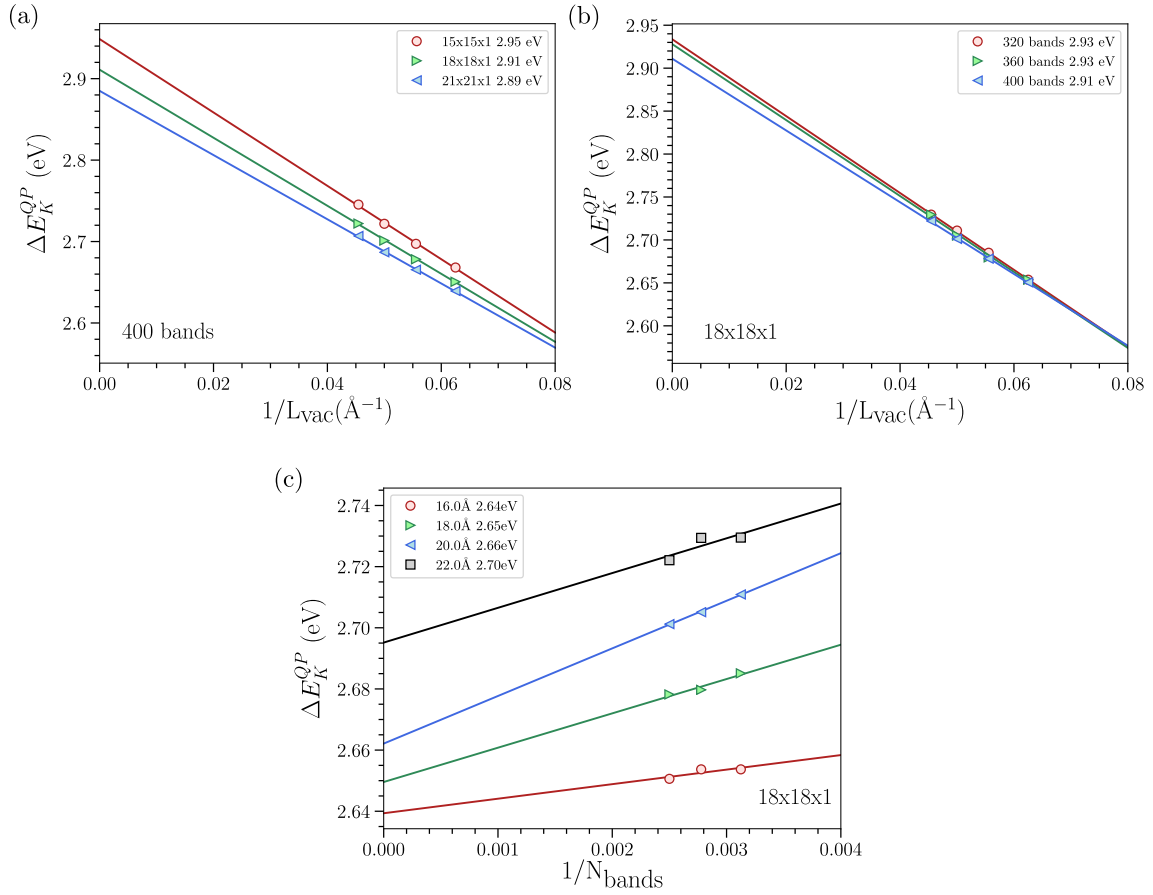 (a)
15x15x1 2.95 eV
18x18x1 2.91 eV
21x21x1 2.89 eV
2.9
2.8
2.7
2.6
ΔE_K^{QP} (eV)
400 bands
0.00 0.02 0.04 0.06 0.08
1/L_vac(Å⁻¹)
(b)
320 bands 2.93 eV
360 bands 2.93 eV
400 bands 2.91 eV
2.95
2.90
2.85
2.80
2.75
2.70
2.65
2.60
ΔE_K^{QP} (eV)
18x18x1
0.00 0.02 0.04 0.06 0.08
1/L_vac(Å⁻¹)
(c)
16.0Å 2.64eV
18.0Å 2.65eV
20.0Å 2.66eV
22.0Å 2.70eV
2.74
2.72
2.70
2.68
2.66
2.64
ΔE_K^{QP} (eV)
18x18x1
0.000 0.001 0.002 0.003 0.004
1/N_bands